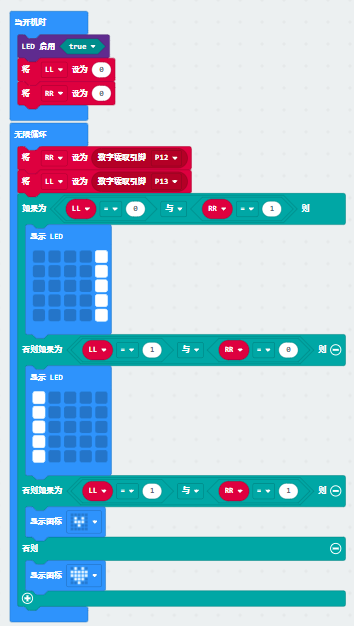 当开机时
LED 启用 true
将 LL 设为 0
将 RR 设为 0
无限循环
将 RR 设为 数字读取引脚 P12
将 LL 设为 数字读取引脚 P13
如果为 LL = 0 与 RR = 1 则
显示 LED
否则如果为 LL = 1 与 RR = 0 则
显示 LED
否则如果为 LL = 1 与 RR = 1 则
显示图标
否则
显示图标